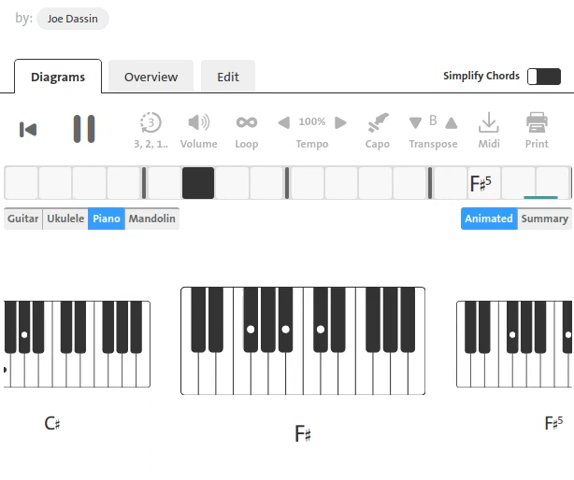 by: Joe Dassin
Diagrams Overview Edit Simplify Chords
3 100% B
3, 2, 1.. Volume Loop Tempo Capo Transpose Midi Print
F♯5
Guitar Ukulele Piano Mandolin Animated Summary
C♯ F♯ F♯5